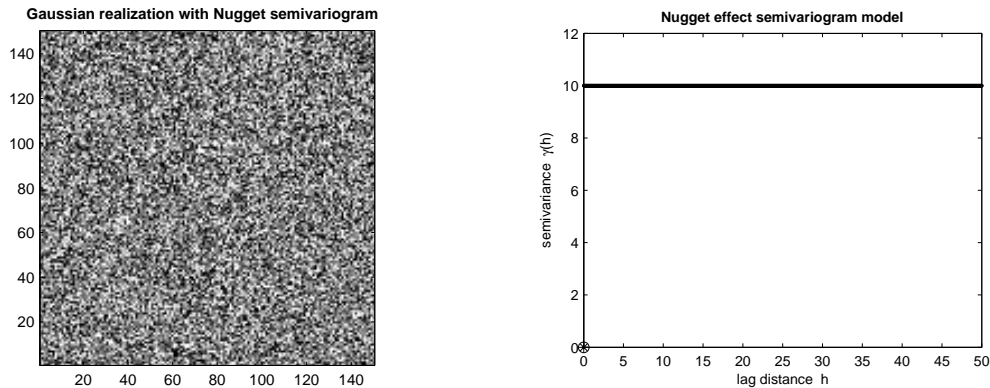 Gaussian realization with Nugget semivariogram
140
120
100
80
60
40
20
20 40 60 80 100 120 140
Nugget effect semivariogram model
12
10
8
6
4
2
0
semivariance γ(h)
0 5 10 15 20 25 30 35 40 45 50
lag distance h